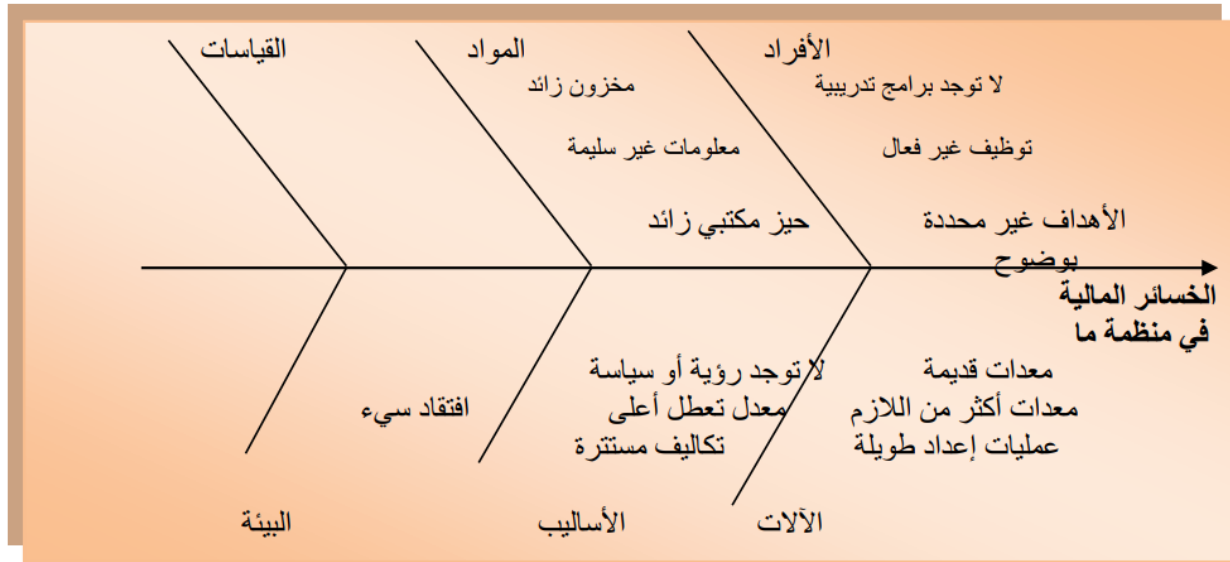 الأفراد
المواد
القياسات
لا توجد برامج تدريبية
مخزون زائد
توظيف غير فعال
معلومات غير سليمة
الأهداف غير محددة
بوضوح
حيز مكتبي زائد
الخسائر المالية
في منظمة ما
معدات قديمة
معدات أكثر من اللازم
عمليات إعداد طويلة
لا توجد رؤية أو سياسة
معدل تعطل أعلى
تكاليف مستترة
افتقاد سيء
الآلات
الأساليب
البيئة